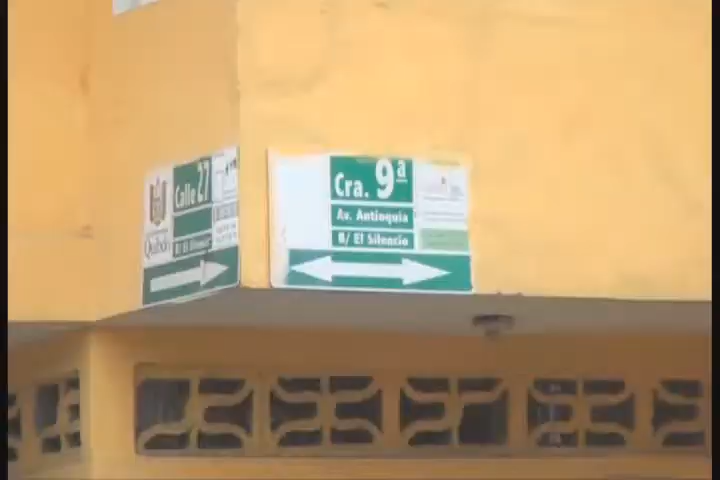 Calle 27
B/ El Silencio
Quibdó
Cra. 9ª
Av. Antioquia
B/ El Silencio